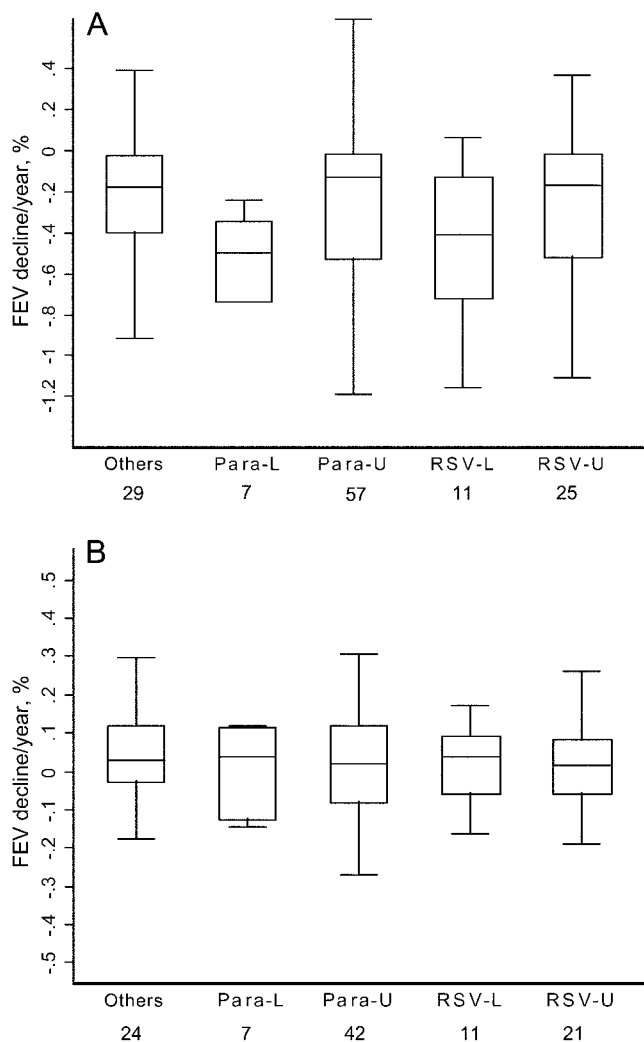 A
FEV decline/year, %
.4
.2
0
-.2
-.4
-.6
-.8
-1
-1.2
Others Para-L Para-U RSV-L RSV-U
29 7 57 11 25
B
FEV decline/year, %
.5
.4
.3
.2
.1
0
-.1
-.2
-.3
-.4
-.5
Others Para-L Para-U RSV-L RSV-U
24 7 42 11 21